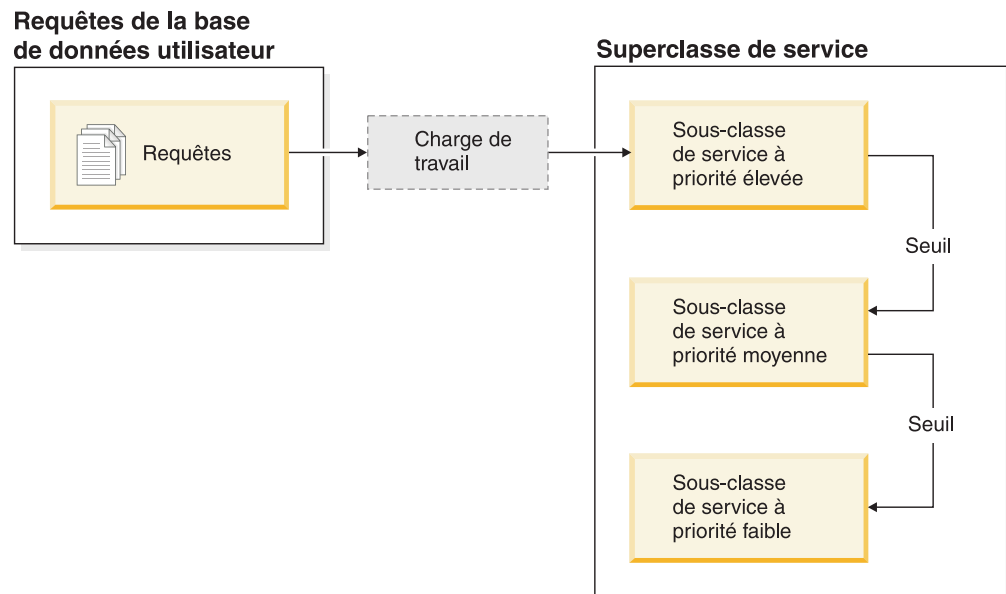 Requêtes de la base
de données utilisateur
Requêtes
Charge de
travail
Superclasse de service
Sous-classe
de service à
priorité élevée
Seuil
Sous-classe
de service à
priorité moyenne
Seuil
Sous-classe
de service à
priorité faible